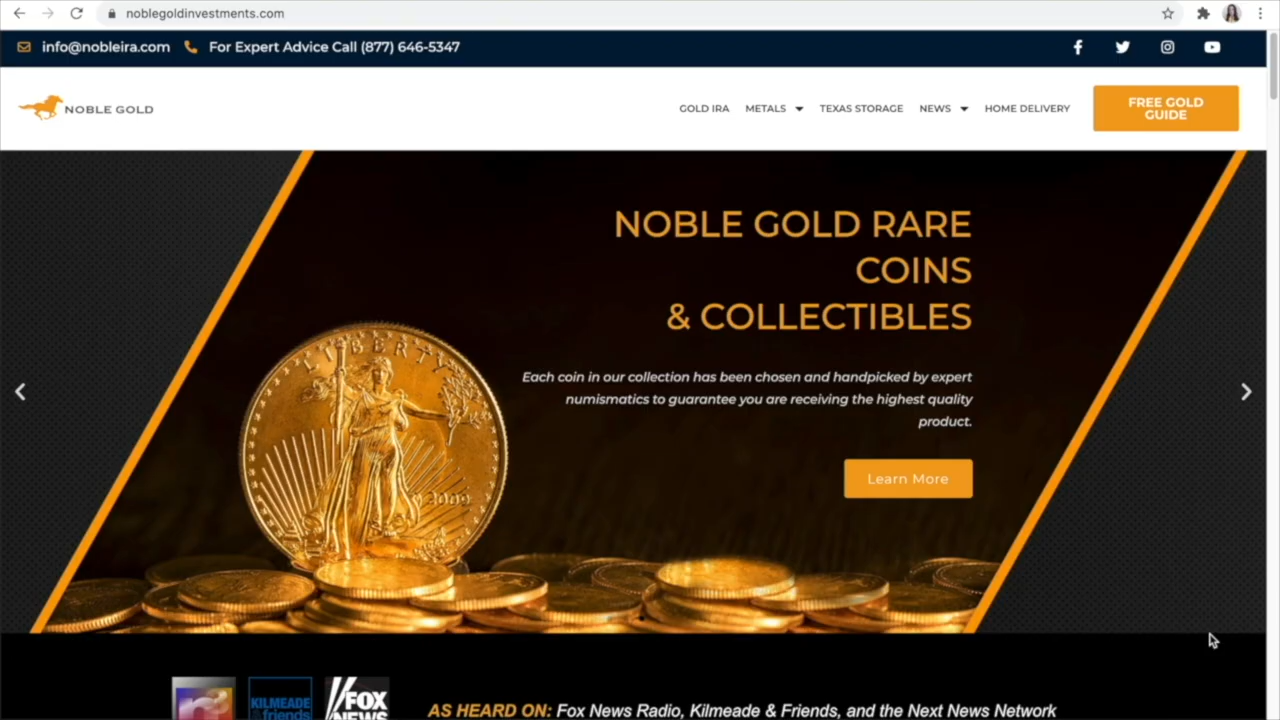 noblegoldinvestments.com
info@nobleira.com For Expert Advice Call (877) 646-5347
NOBLE GOLD
GOLD IRA METALS TEXAS STORAGE NEWS HOME DELIVERY
FREE GOLD
GUIDE
NOBLE GOLD RARE
COINS
& COLLECTIBLES
Each coin in our collection has been chosen and handpicked by expert
numismatics to guarantee you are receiving the highest quality
product.
Learn More
LIBERTY
2009
KILMEADE
& friends
FOX
NEWS
AS HEARD ON: Fox News Radio, Kilmeade & Friends, and the Next News Network